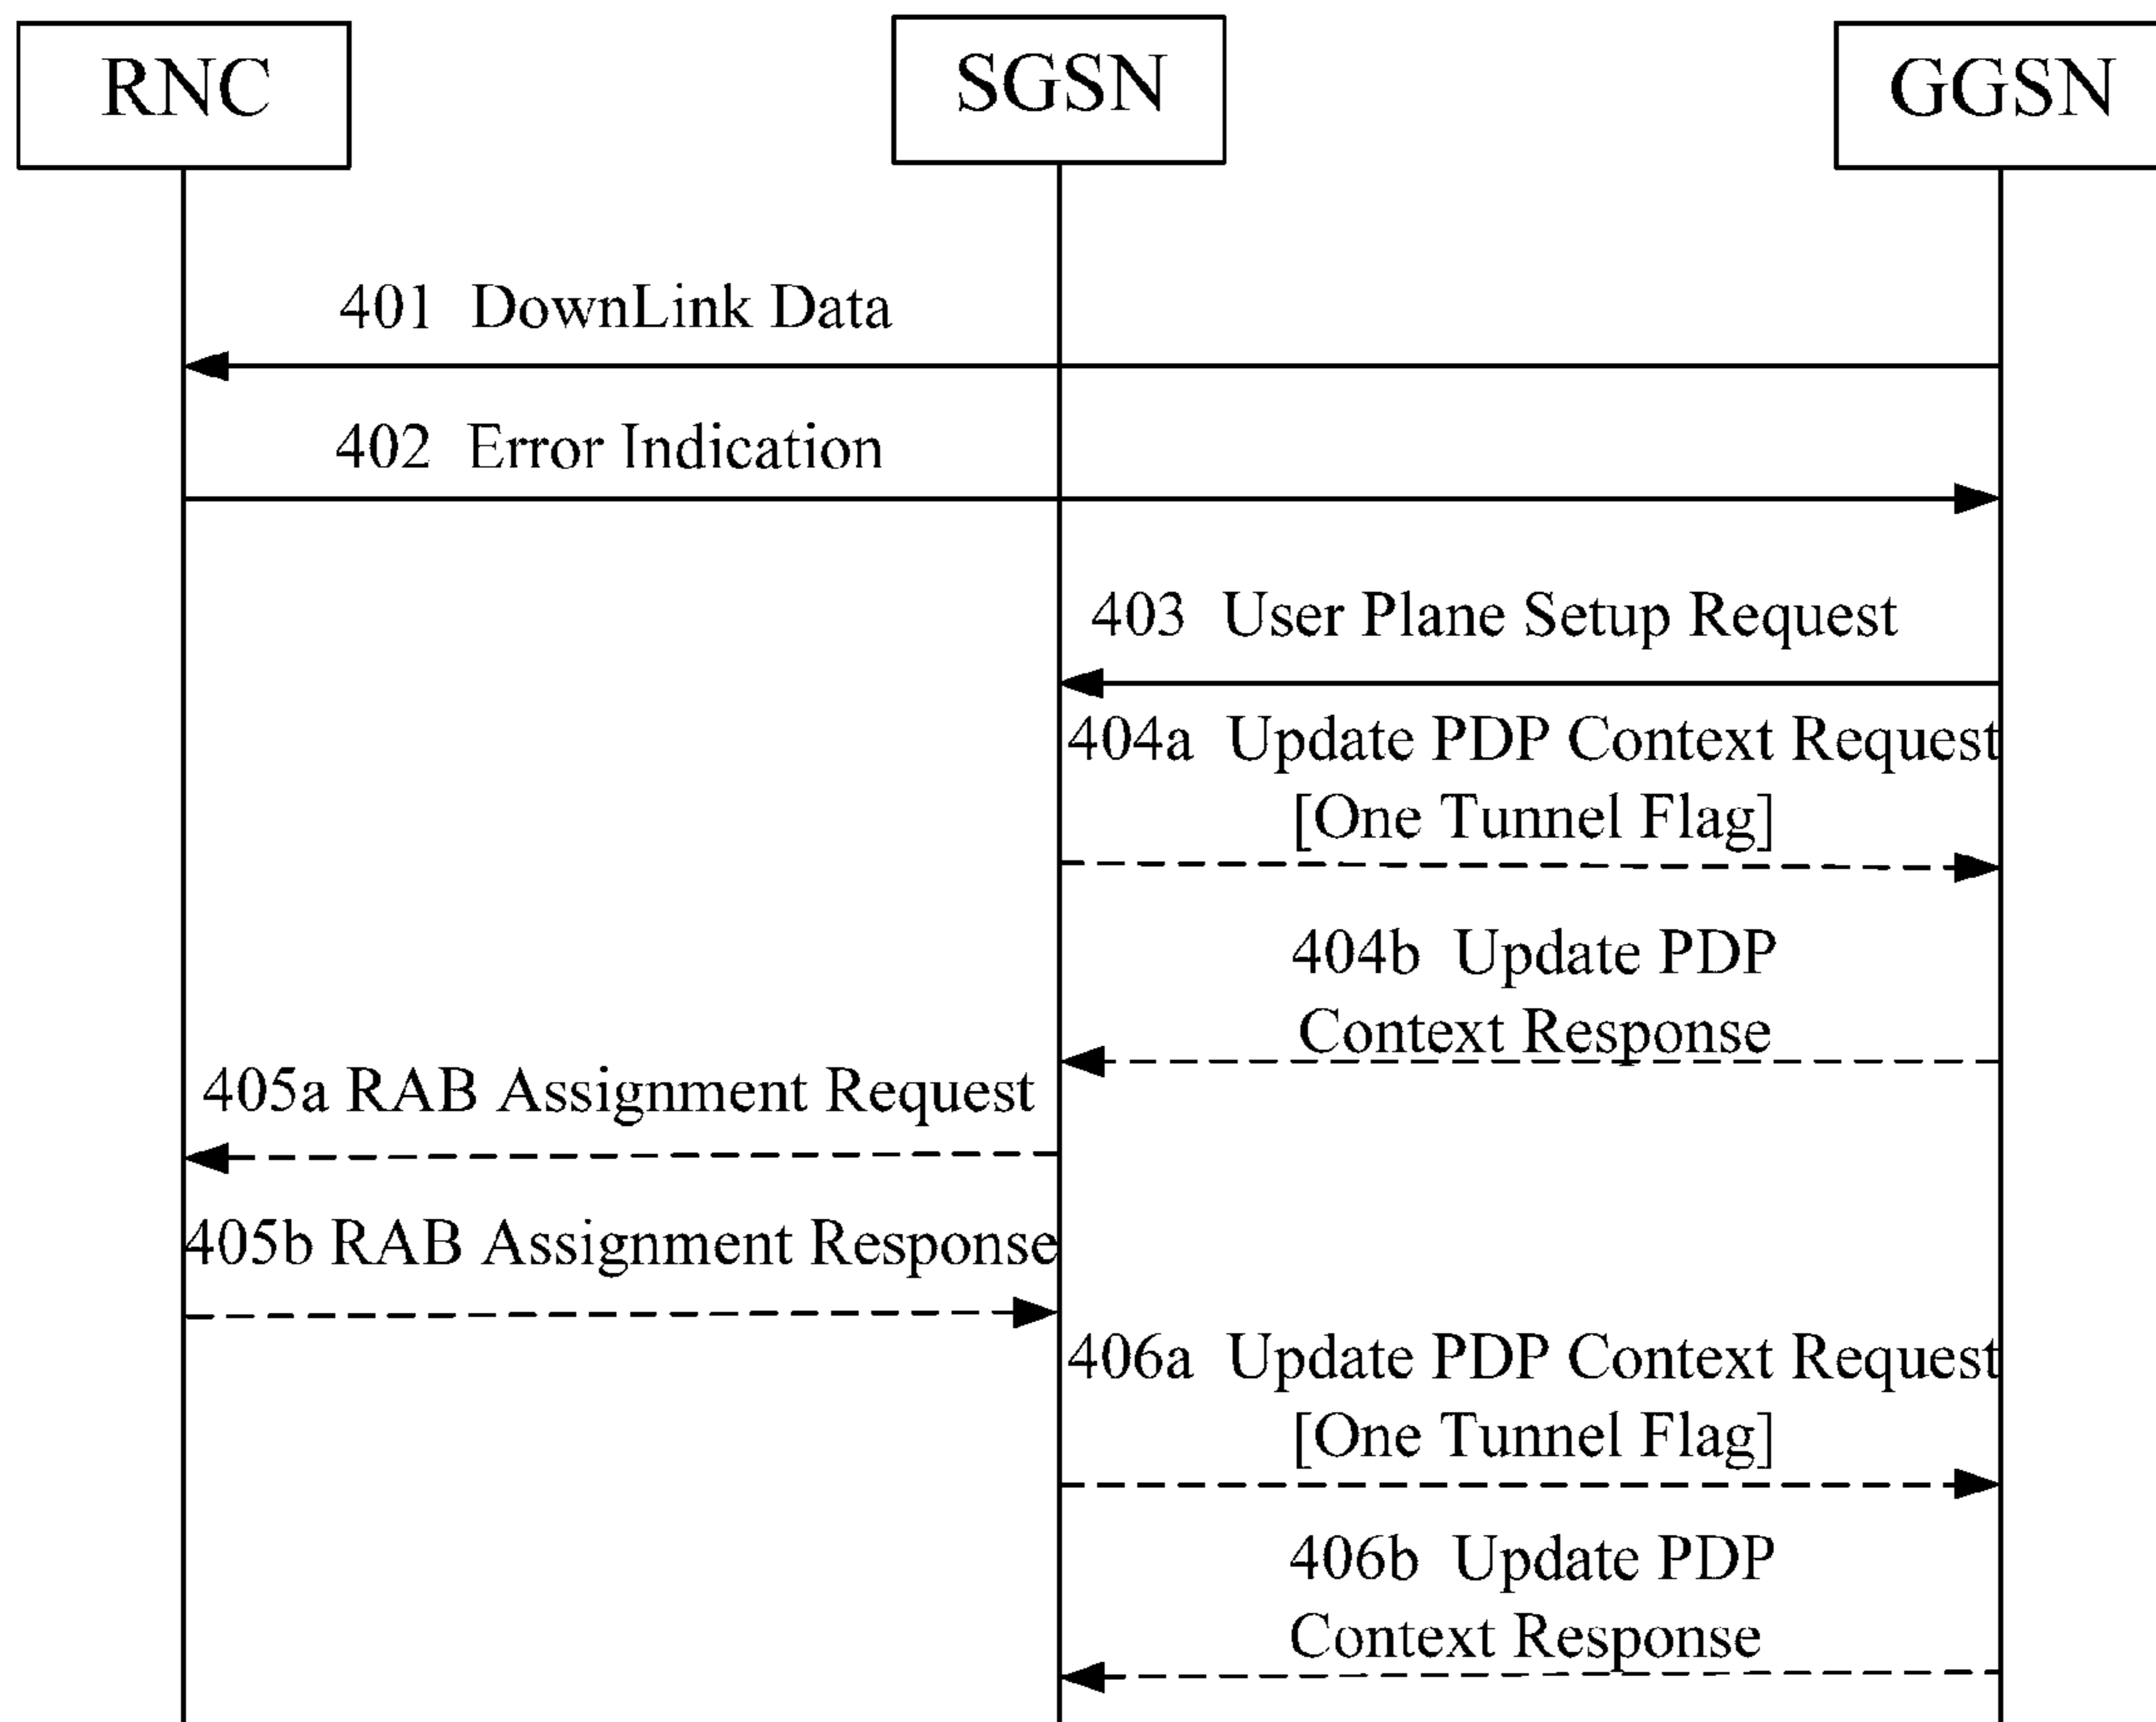 RNC
SGSN
GGSN
401 DownLink Data
402 Error Indication
403 User Plane Setup Request
404a Update PDP Context Request
[One Tunnel Flag]
404b Update PDP
Context Response
405a RAB Assignment Request
405b RAB Assignment Response
406a Update PDP Context Request
[One Tunnel Flag]
406b Update PDP
Context Response